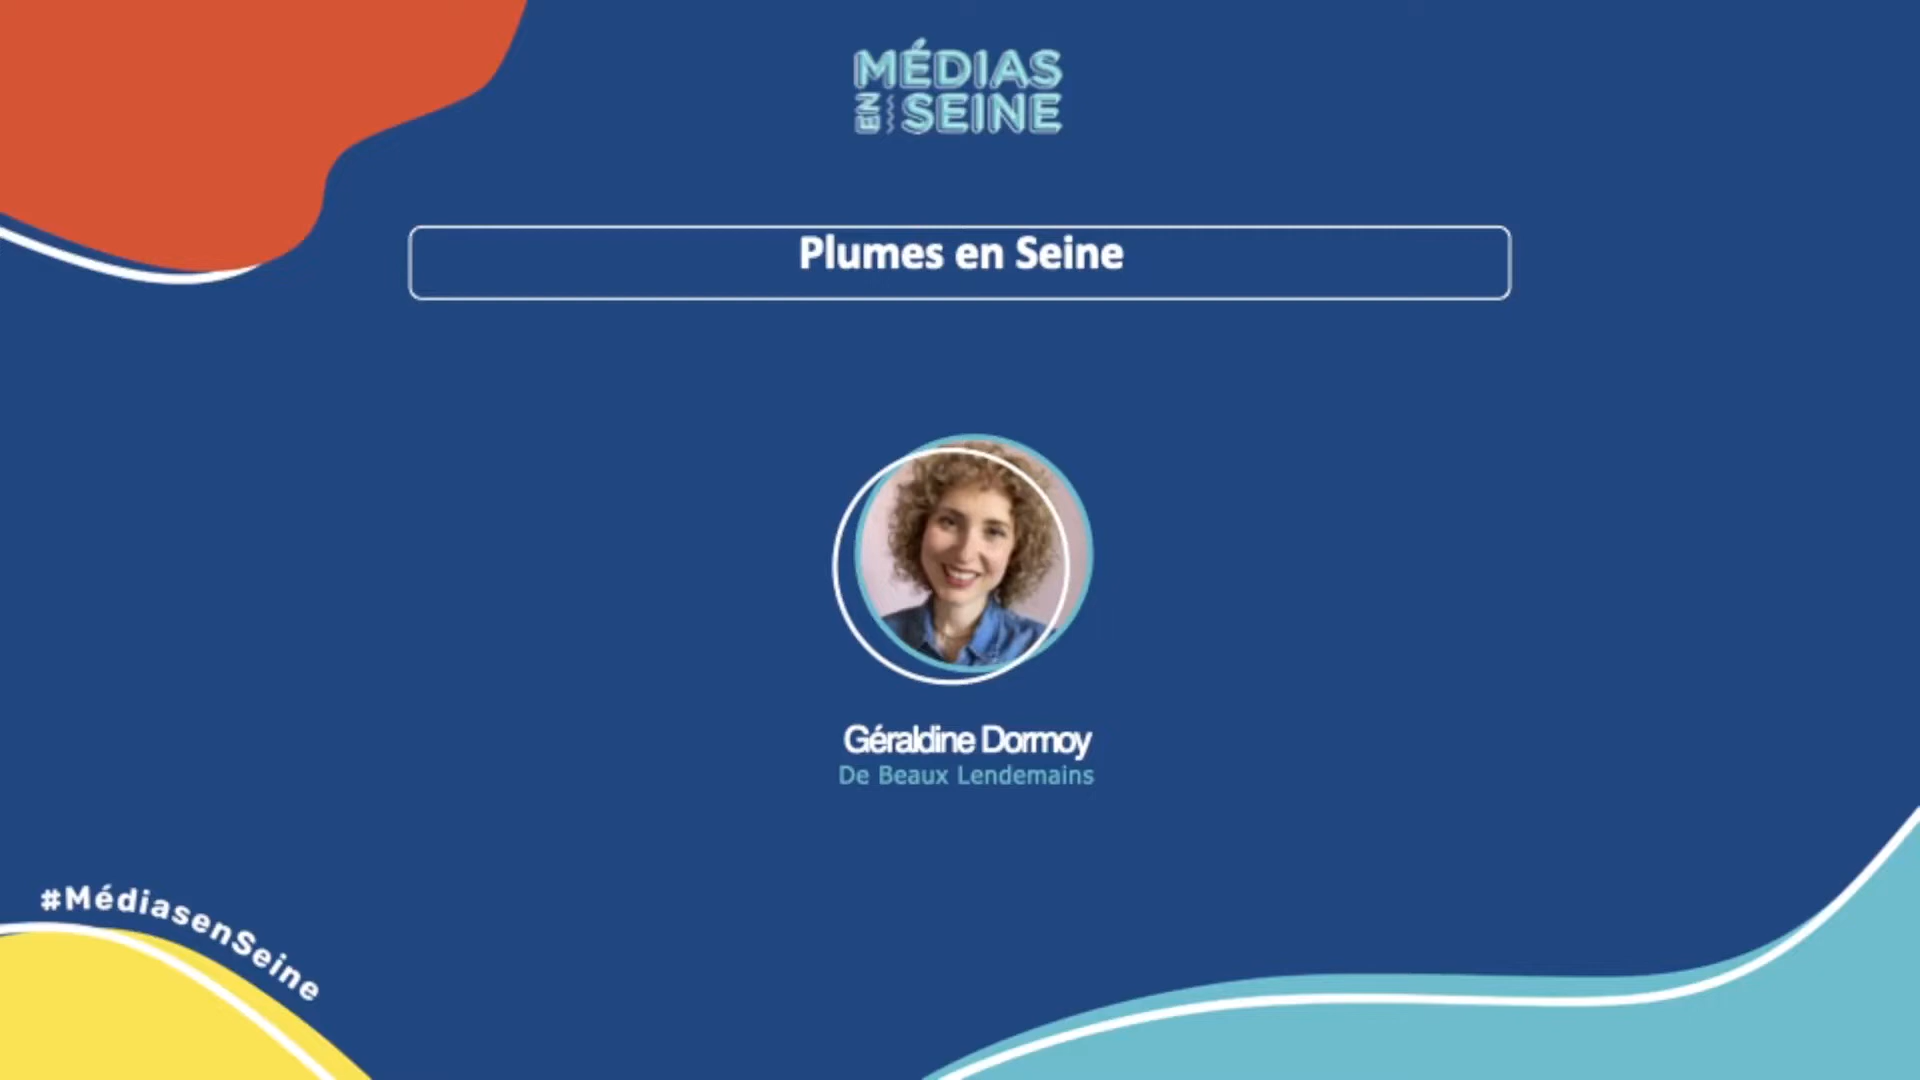 MÉDIAS
EN SEINE
Plumes en Seine
Géraldine Dormoy
De Beaux Lendemains
#MédiasenSeine